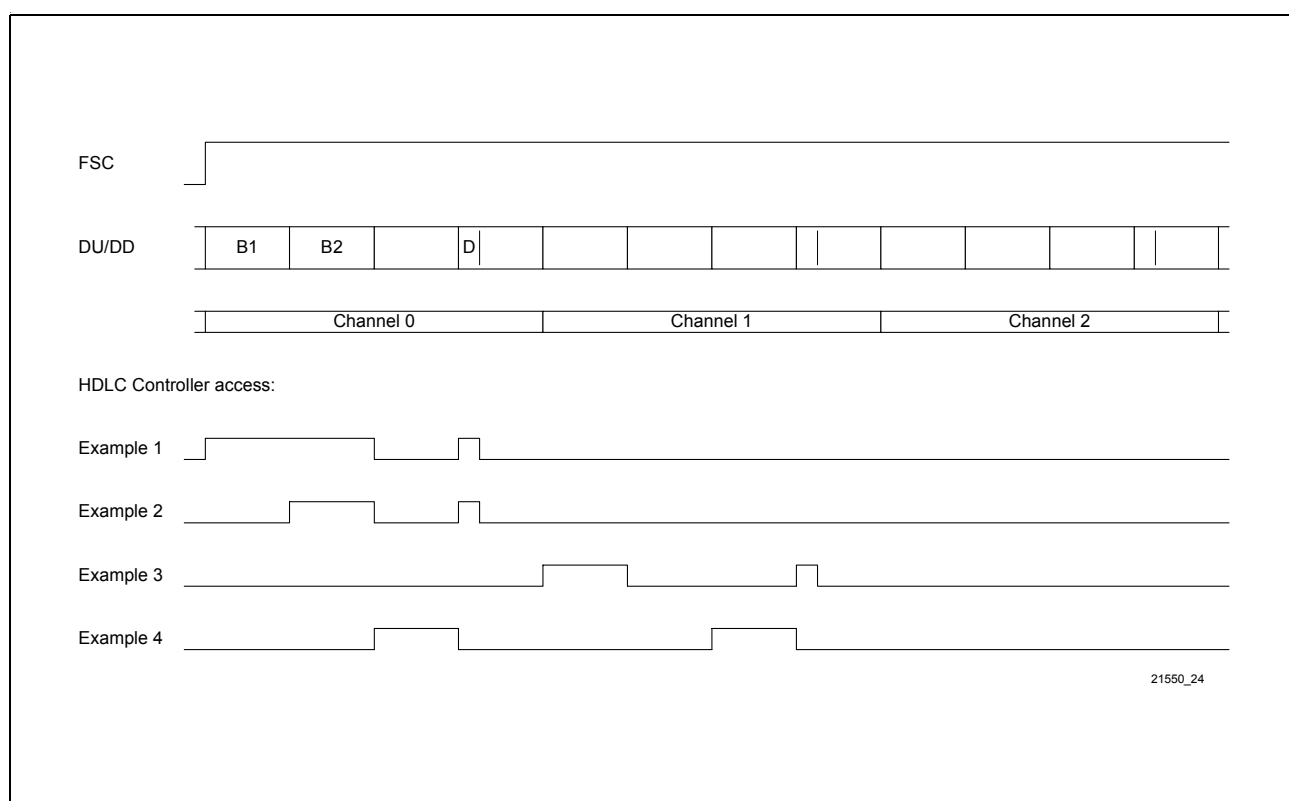 FSC
DU/DD B1 B2 D
Channel 0 Channel 1 Channel 2
HDLC Controller access:
Example 1
Example 2
Example 3
Example 4
21550_24